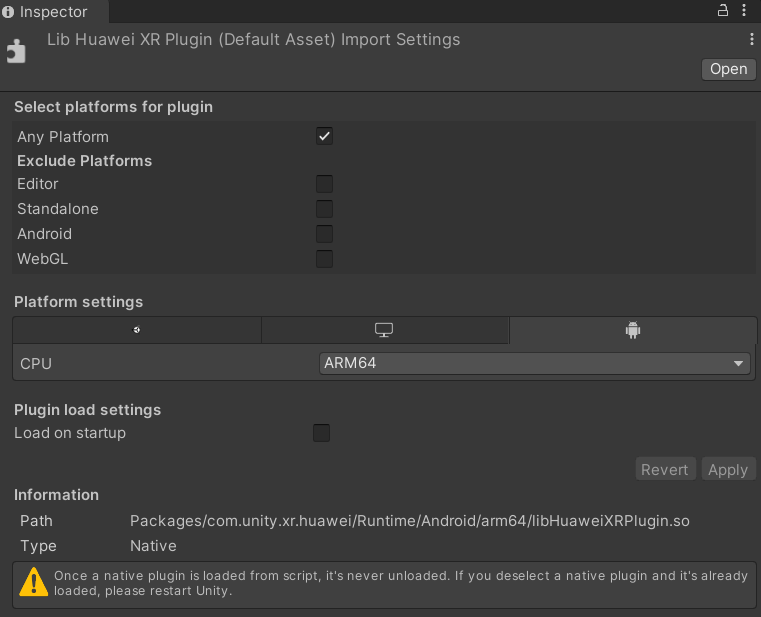 Inspector
Lib Huawei XR Plugin (Default Asset) Import Settings
Open
Select platforms for plugin
Any Platform
Exclude Platforms
Editor
Standalone
Android
WebGL
Platform settings
CPU ARM64
Plugin load settings
Load on startup
Revert Apply
Information
Path Packages/com.unity.xr.huawei/Runtime/Android/arm64/libHuaweiXRPlugin.so
Type Native
Once a native plugin is loaded from script, it's never unloaded. If you deselect a native plugin and it's already
loaded, please restart Unity.